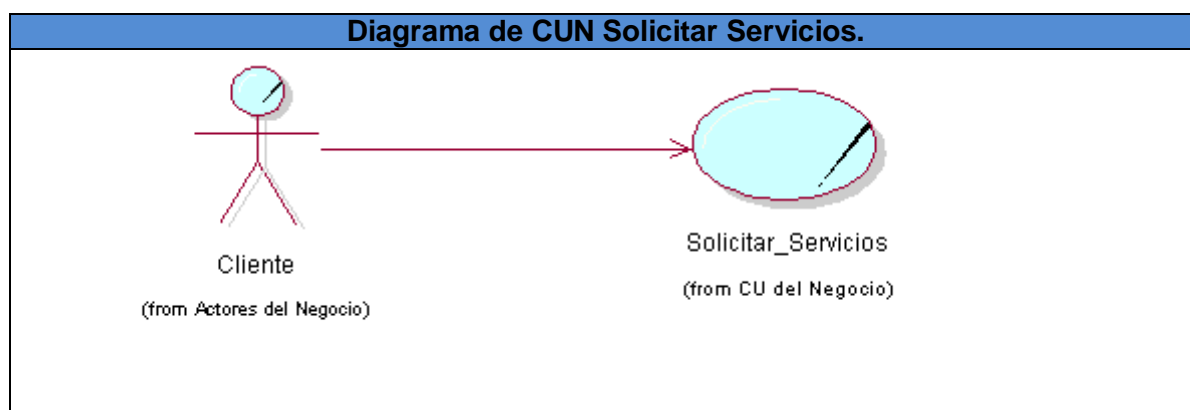 Diagrama de CUN Solicitar Servicios.
Cliente
(from Actores del Negocio)
Solicitar_Servicios
(from CU del Negocio)